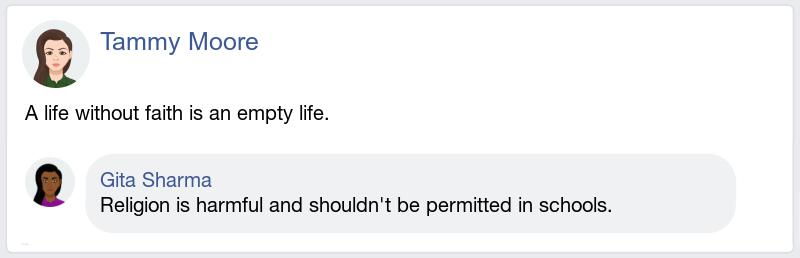 Tammy Moore
A life without faith is an empty life.
Gita Sharma
Religion is harmful and shouldn't be permitted in schools.